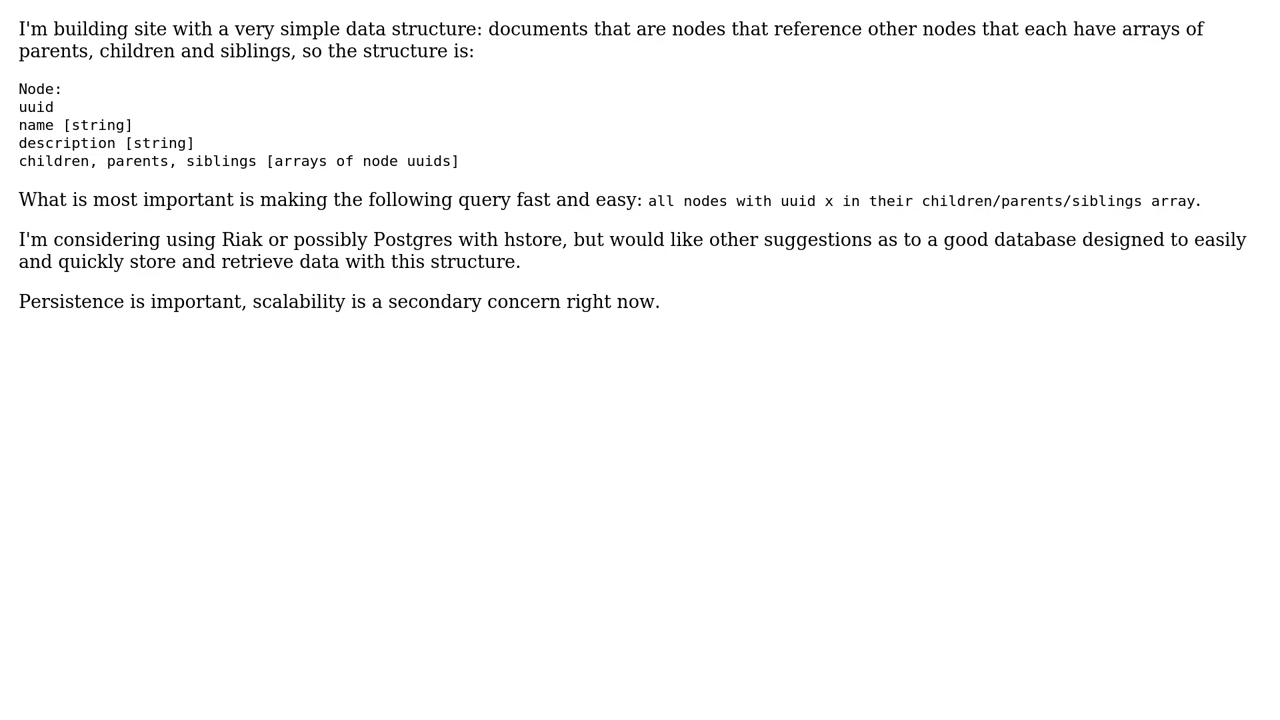 I'm building site with a very simple data structure: documents that are nodes that reference other nodes that each have arrays of
parents, children and siblings, so the structure is:
Node:
uuid
name [string]
description [string]
children, parents, siblings [arrays of node uuids]
What is most important is making the following query fast and easy: all nodes with uuid x in their children/parents/siblings array.
I'm considering using Riak or possibly Postgres with hstore, but would like other suggestions as to a good database designed to easily
and quickly store and retrieve data with this structure.
Persistence is important, scalability is a secondary concern right now.